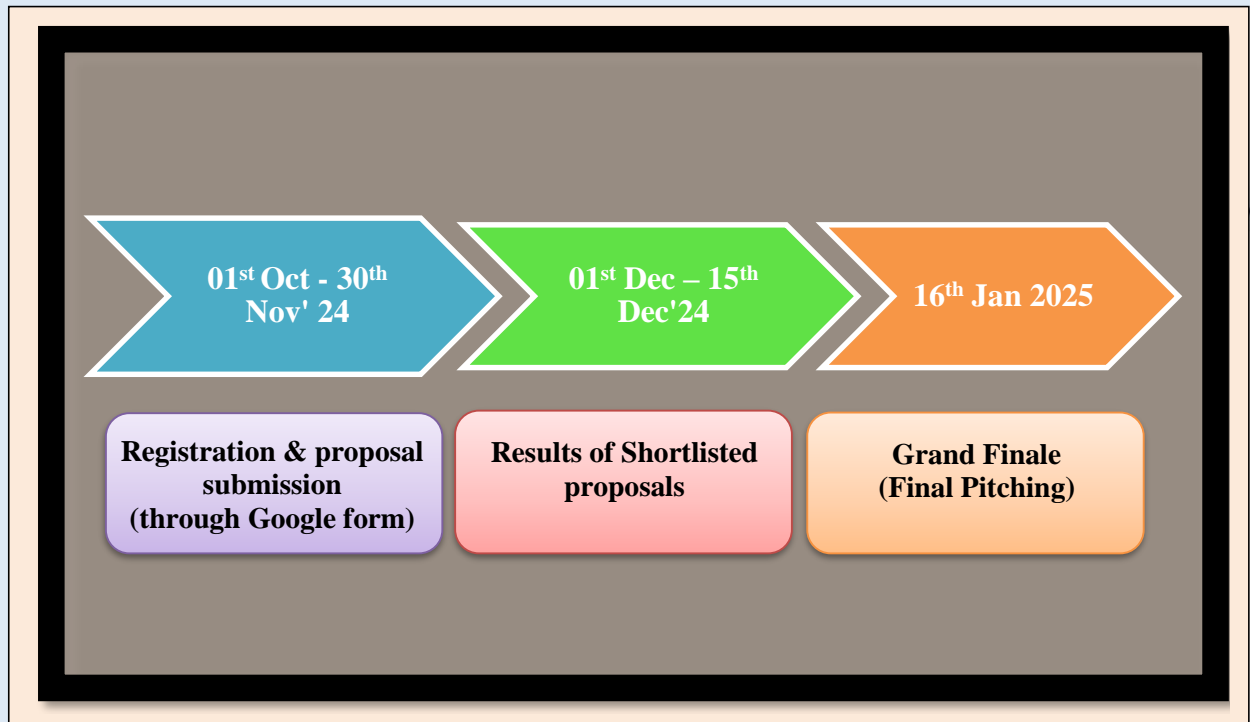 01st Oct - 30th
Nov' 24
01st Dec – 15th
Dec'24
16th Jan 2025
Registration & proposal
submission
(through Google form)
Results of Shortlisted
proposals
Grand Finale
(Final Pitching)